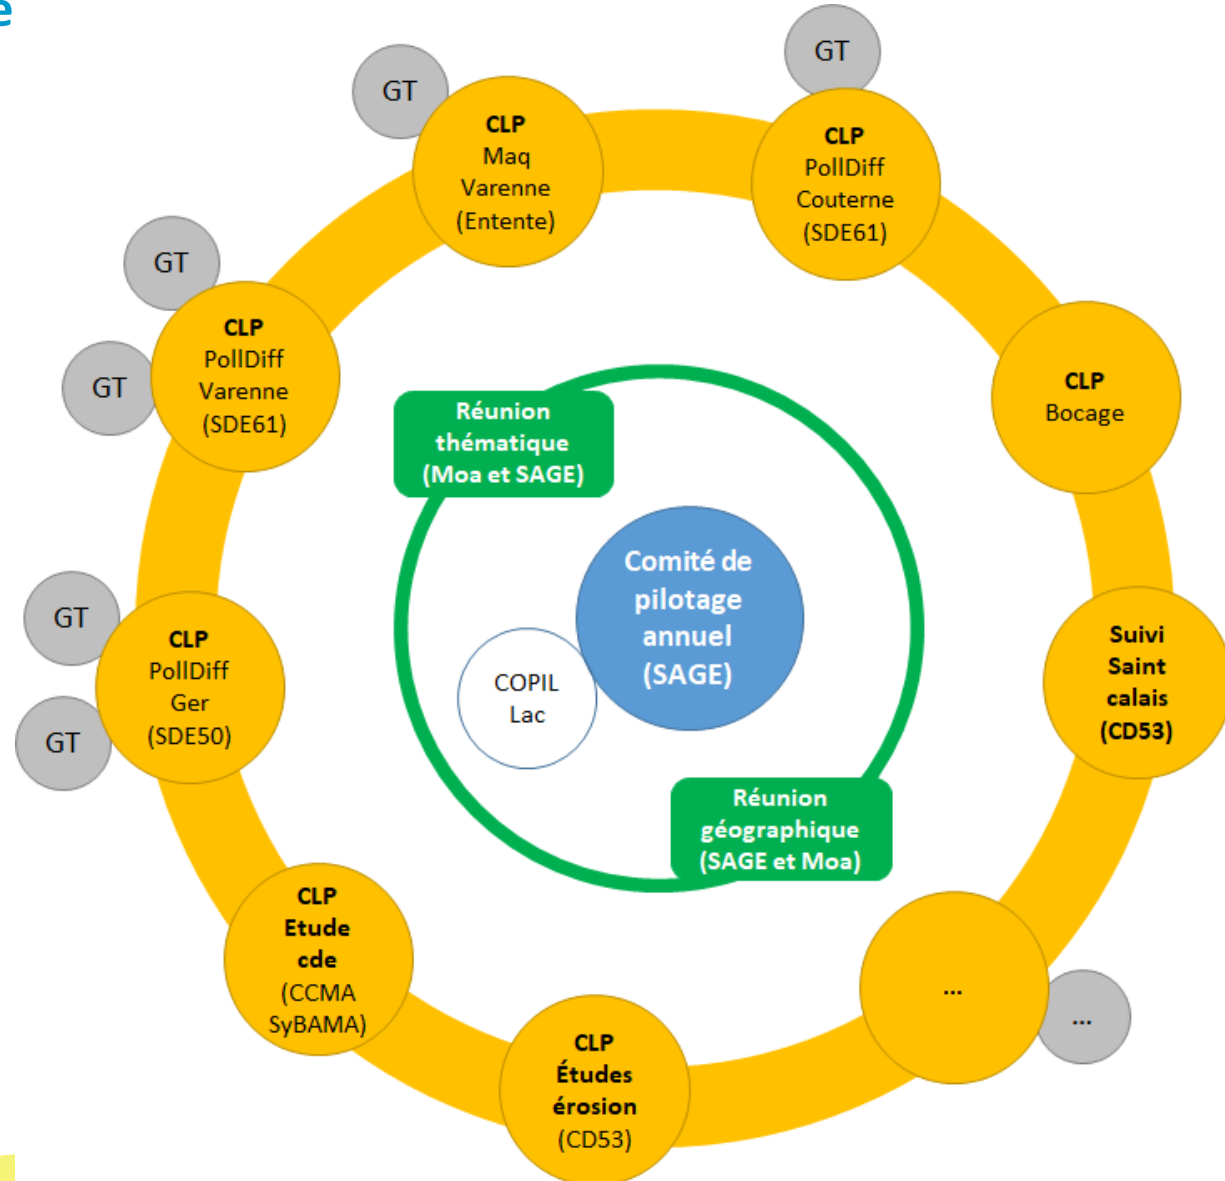 e
GT
CLP
Maq
Varenne
(Entente)
GT
CLP
PollDiff
Couterne
(SDE61)
GT
GT
CLP
PollDiff
Varenne
(SDE61)
CLP
Bocage
Réunion
thématique
(Moa et SAGE)
Comité de
pilotage
annuel
(SAGE)
COPIL
Lac
GT
GT
CLP
PollDiff
Ger
(SDE50)
Suivi
Saint
calais
(CD53)
Réunion
géographique
(SAGE et Moa)
CLP
Etude
cde
(CCMA
SyBAMA)
...
...
CLP
Études
érosion
(CD53)